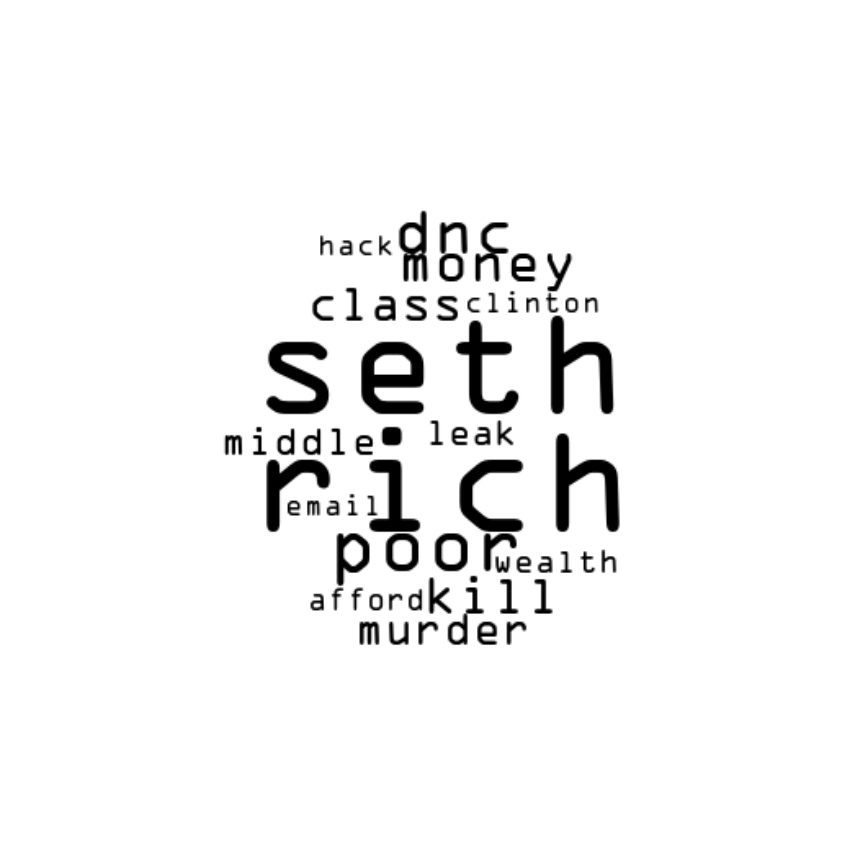 dnc
hack
money
class clinton
seth
middle leak
rich
email
poor
wealth
afford kill
murder